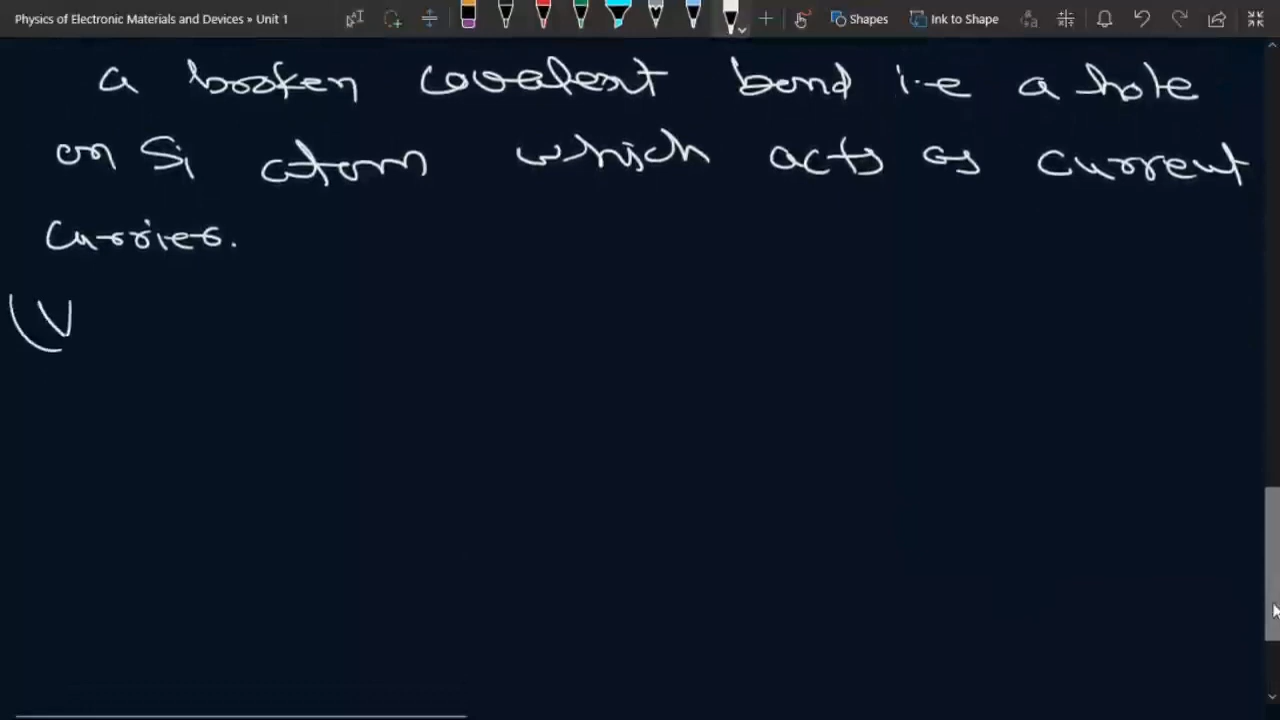 Physics of Electronic Materials and Devices » Unit 1
Shapes
Ink to Shape
a broken covalent bond i.e a hole
on Si atom which acts as current
carrier.
(V